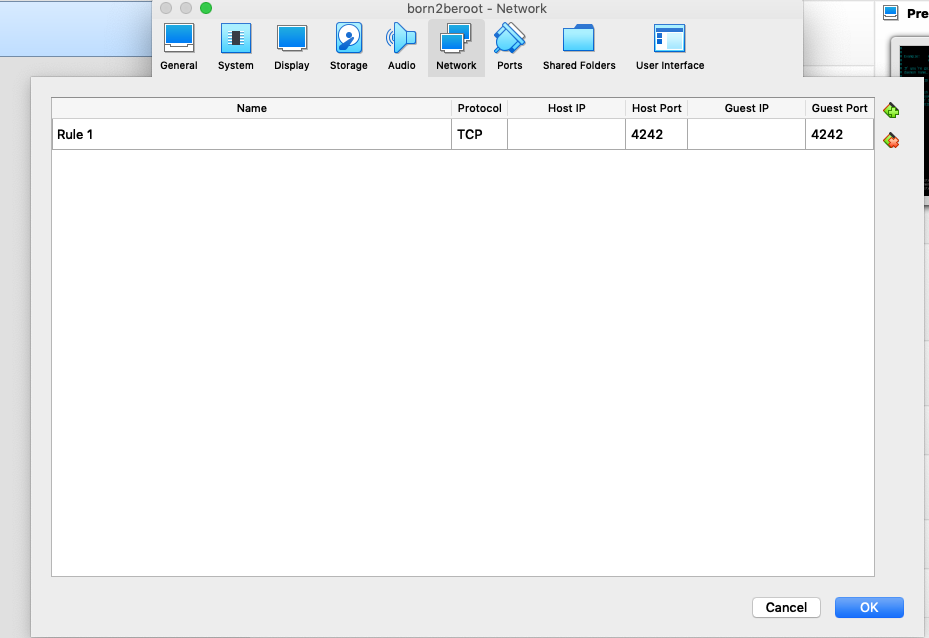 born2beroot - Network
Pre
General System Display Storage Audio Network Ports Shared Folders User Interface
Name Protocol Host IP Host Port Guest IP Guest Port
Rule 1 TCP 4242 4242
Cancel OK